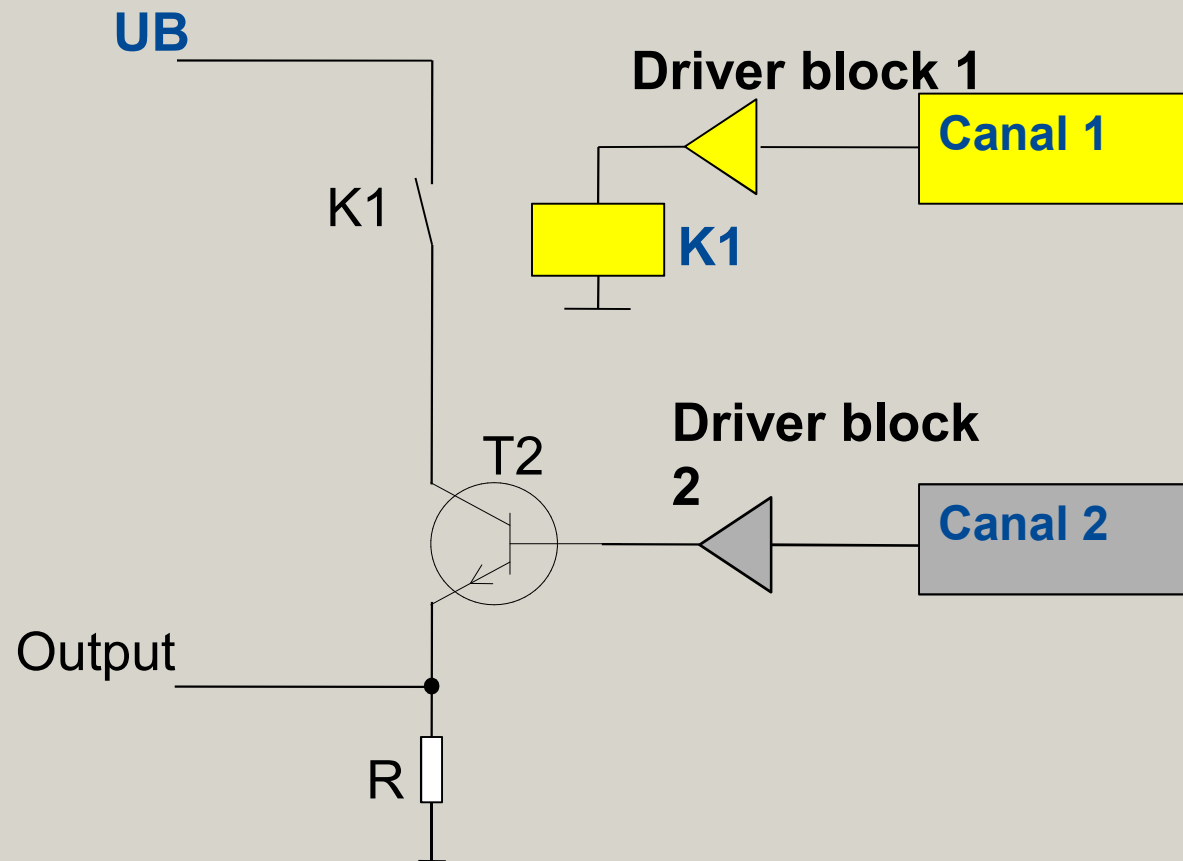 UB
Driver block 1
Canal 1
K1
K1
Driver block
2
T2
Canal 2
Output
R